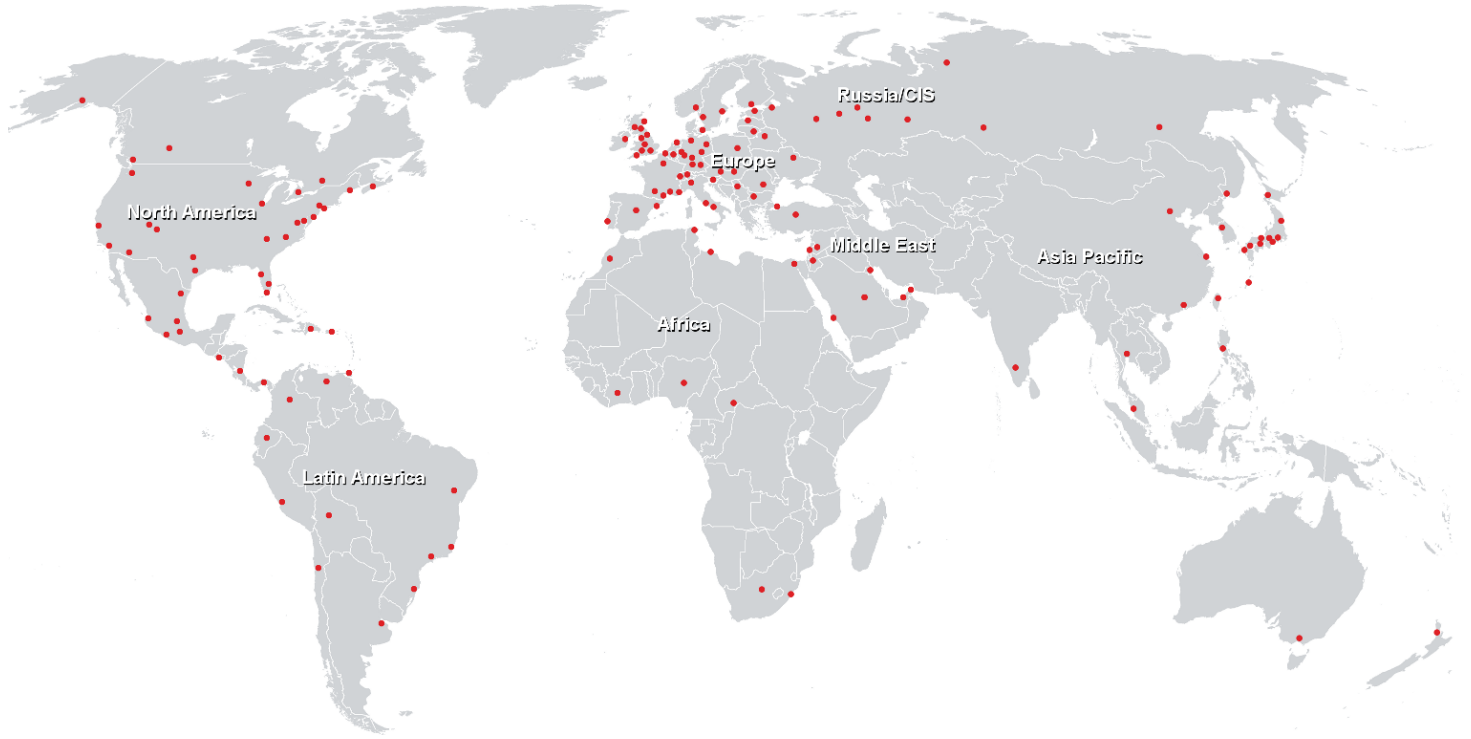 Russia/CIS
Europe
North America
Middle East
Asia Pacific
Africa
Latin America